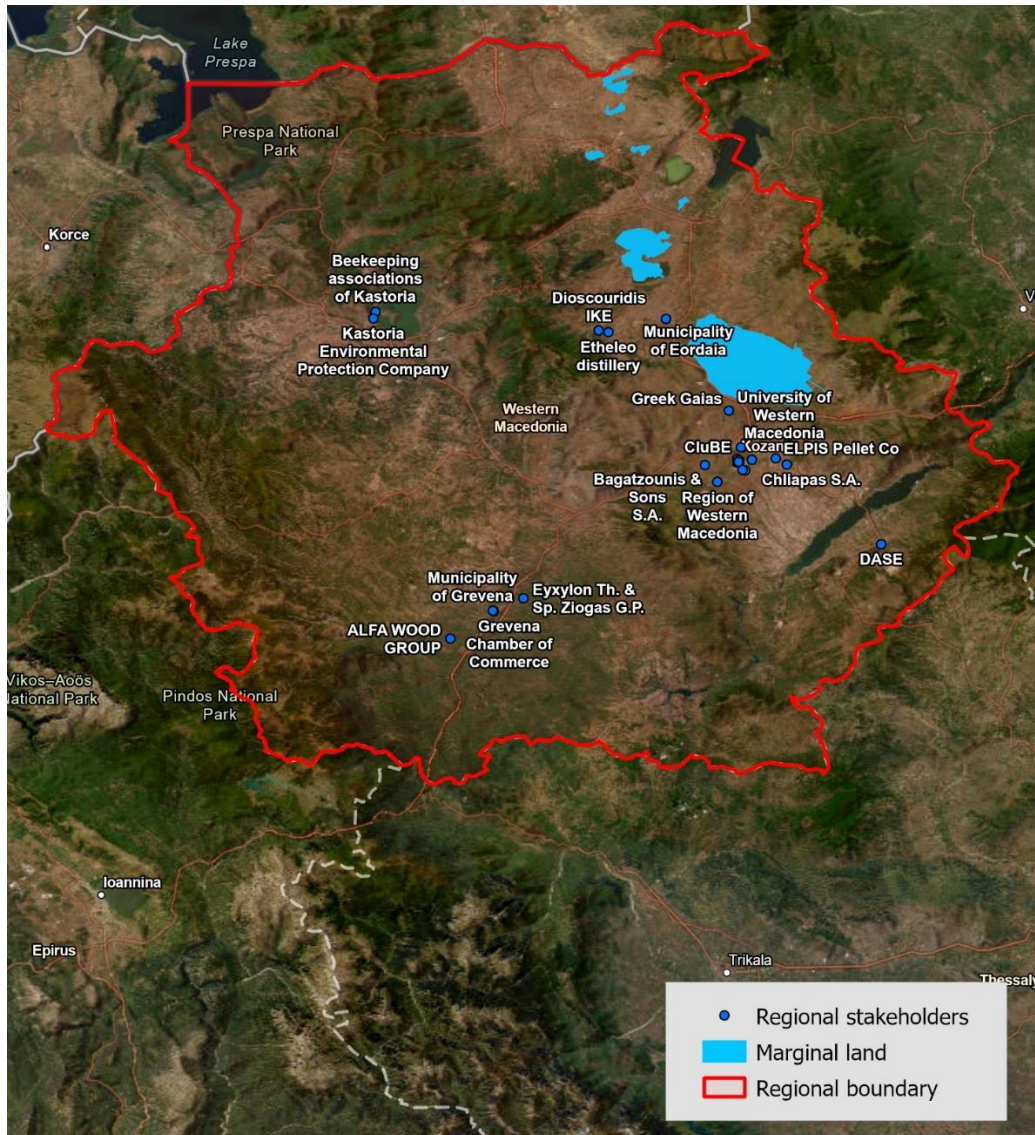 Lake
Prespa
Prespa National
Park
Korce
Beekeeping
associations
of Kastoria
Kastoria
Environmental
Protection Company
Dioscouridis
IKE
Etheleo
distillery
Municipality
of Eordaia
V
Western
Macedonia
Greek Gaias
University of
Western
Macedonia
CluBE
Kozan
ELPIS Pellet Co
Chliapas S.A.
Bagatzounis &
Sons
S.A.
Region of
Western
Macedonia
DASE
Municipality
of Grevena
Eyxylon Th. &
Sp. Ziogas G.P.
ALFA WOOD
GROUP
Grevena
Chamber of
Commerce
Vikos–Aoös
National Park
Pindos National
Park
Ioannina
Epirus
Trikala
Thessaly
Regional stakeholders
Marginal land
Regional boundary